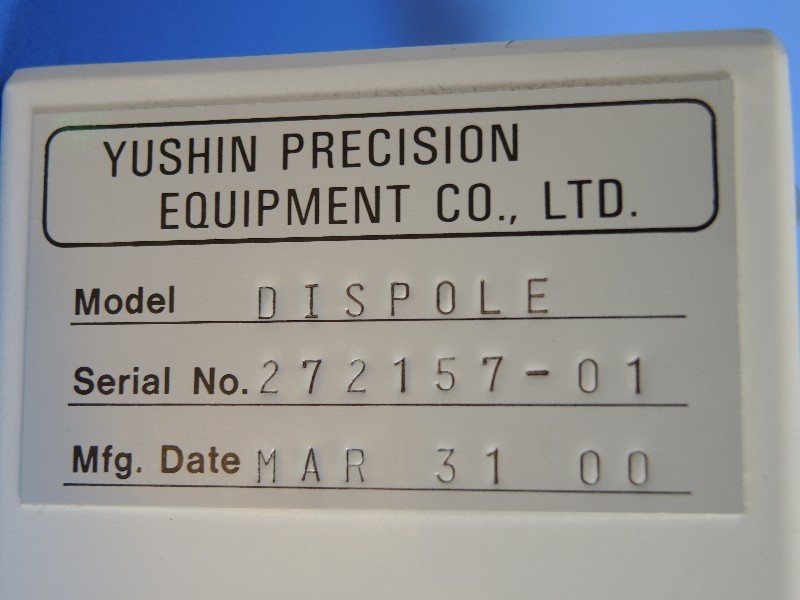 YUSHIN PRECISION
EQUIPMENT CO., LTD.
Model DISPOLE
Serial No. 272157-01
Mfg. Date MAR 31 00